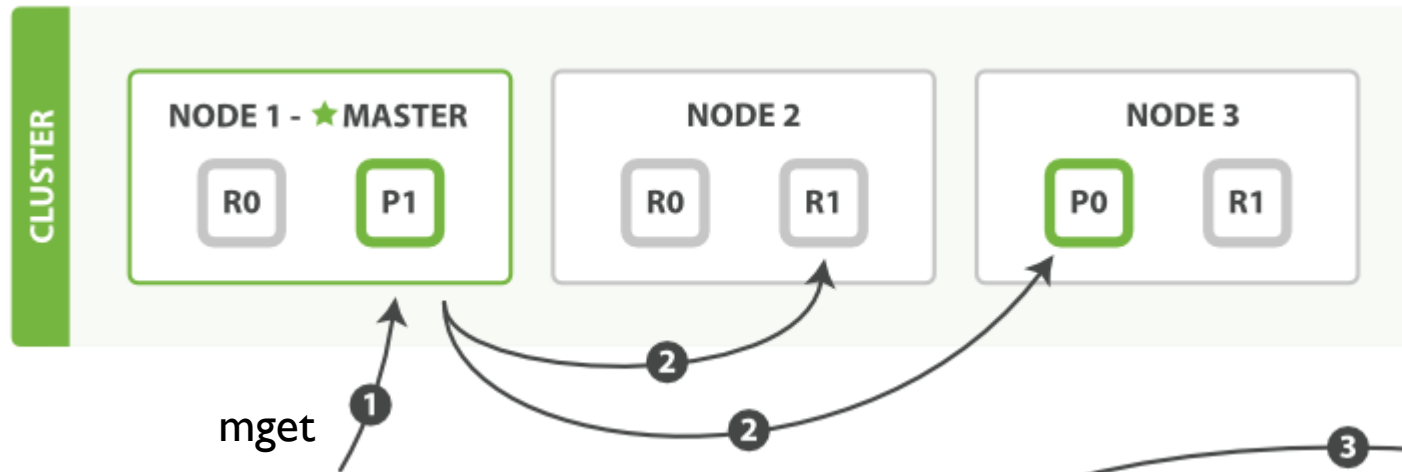 CLUSTER
NODE 1 - ★ MASTER
R0
P1
NODE 2
R0
R1
NODE 3
P0
R1
mget
1
2
2
3